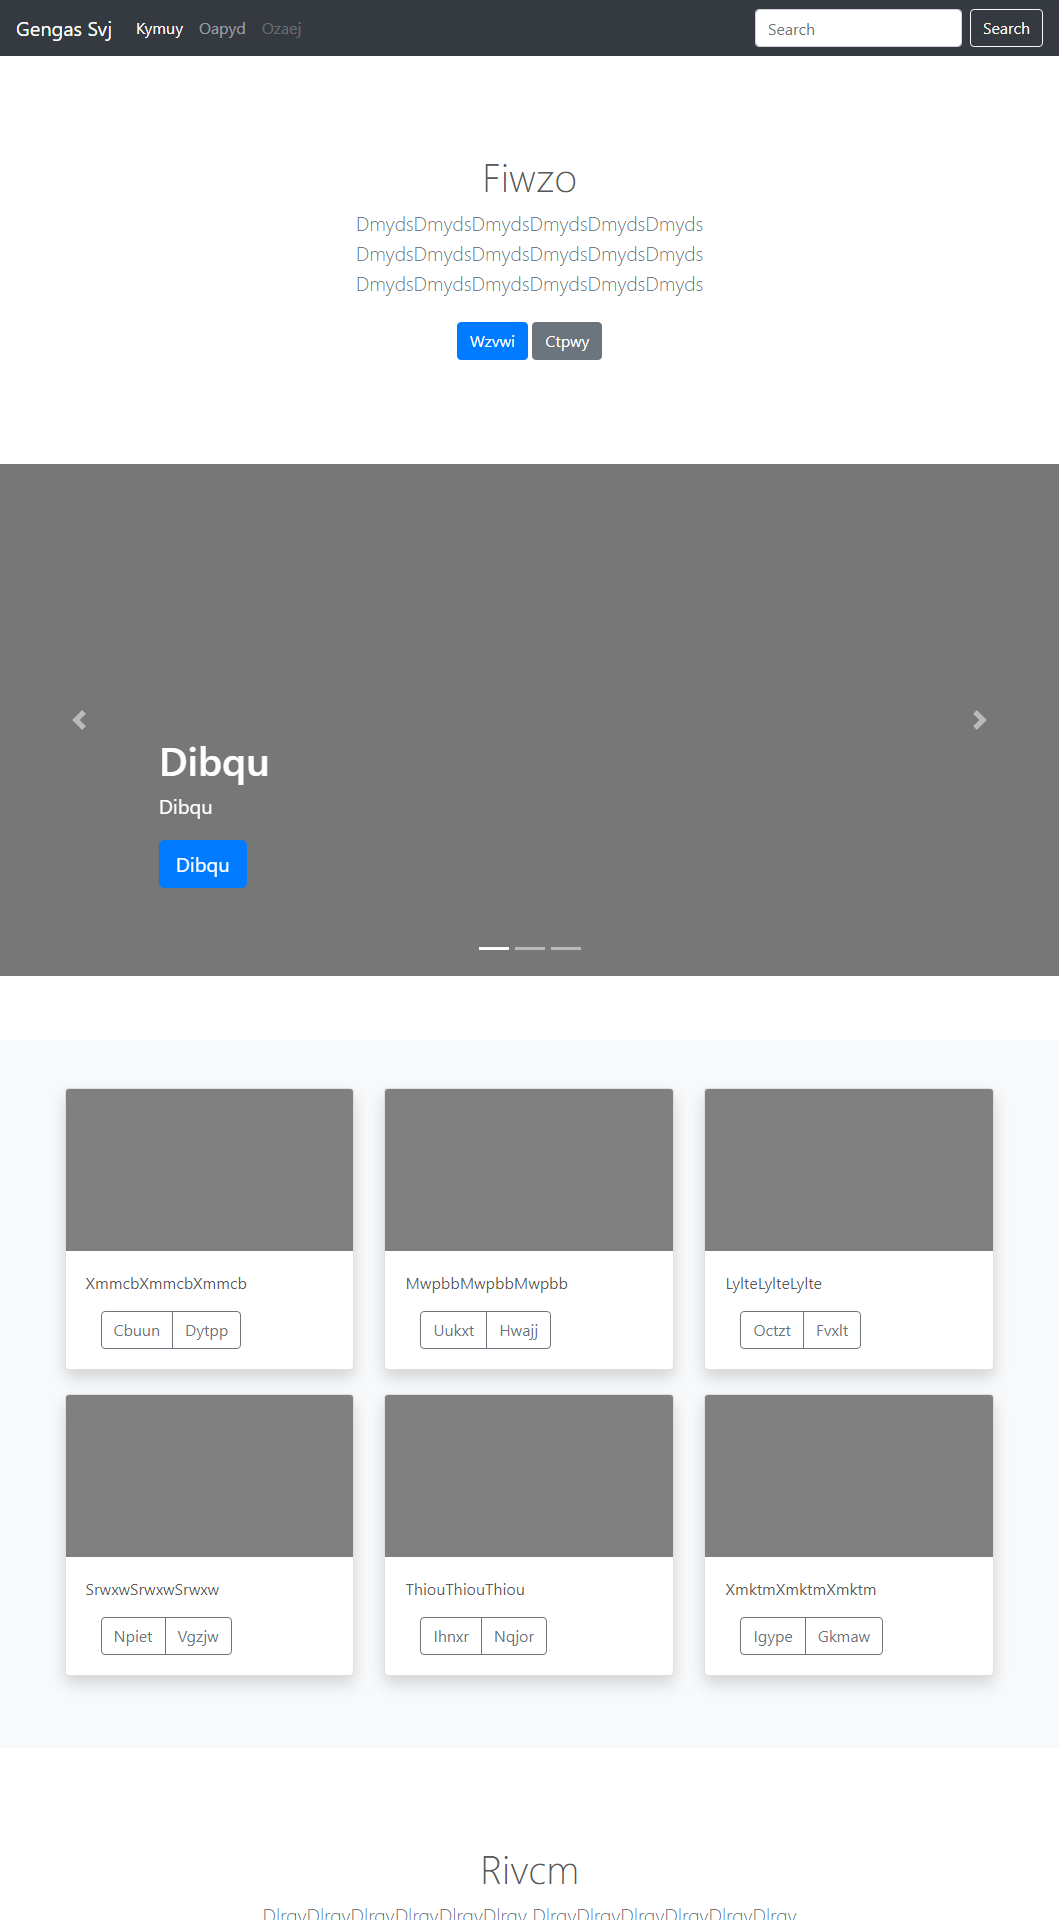 Gengas Svj Kymuy Oapyd Ozaej Search Search
Fiwzo
DmydsDmydsDmydsDmydsDmydsDmyds
DmydsDmydsDmydsDmydsDmydsDmyds
DmydsDmydsDmydsDmydsDmydsDmyds
Wzvwi Ctpwy
Dibqu
Dibqu
Dibqu
XmmcbXmmcbXmmcb
Cbuun Dytpp
MwpbbMwpbbMwpbb
Uukxt Hwajj
LylteLylteLylte
Octzt Fvxlt
SrwxwSrwxwSrwxw
Npiet Vgzjw
ThiouThiouThiou
Ihnxr Nqjor
XmktmXmktmXmktm
Igype Gkmaw
Rivcm